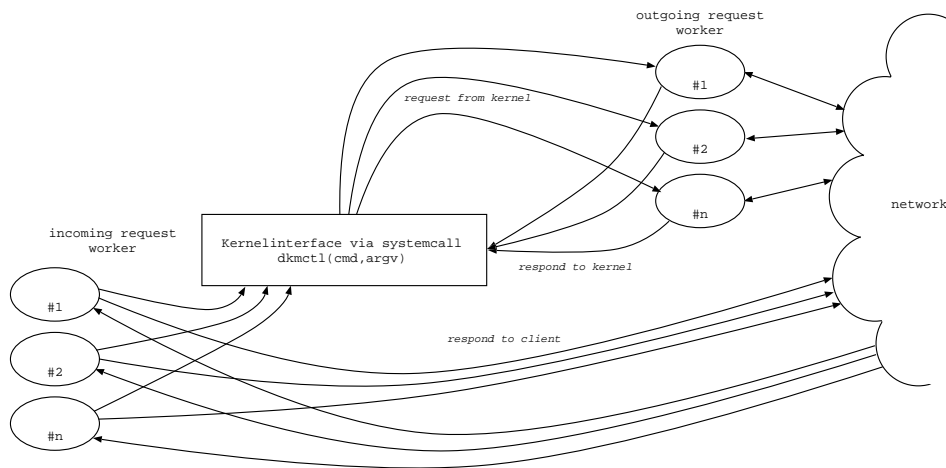 outgoing request
worker
#1
request from kernel
#2
#n
network
incoming request
worker
Kernelinterface via systemcall
dkmctl(cmd,argv)
respond to kernel
#1
respond to client
#2
#n